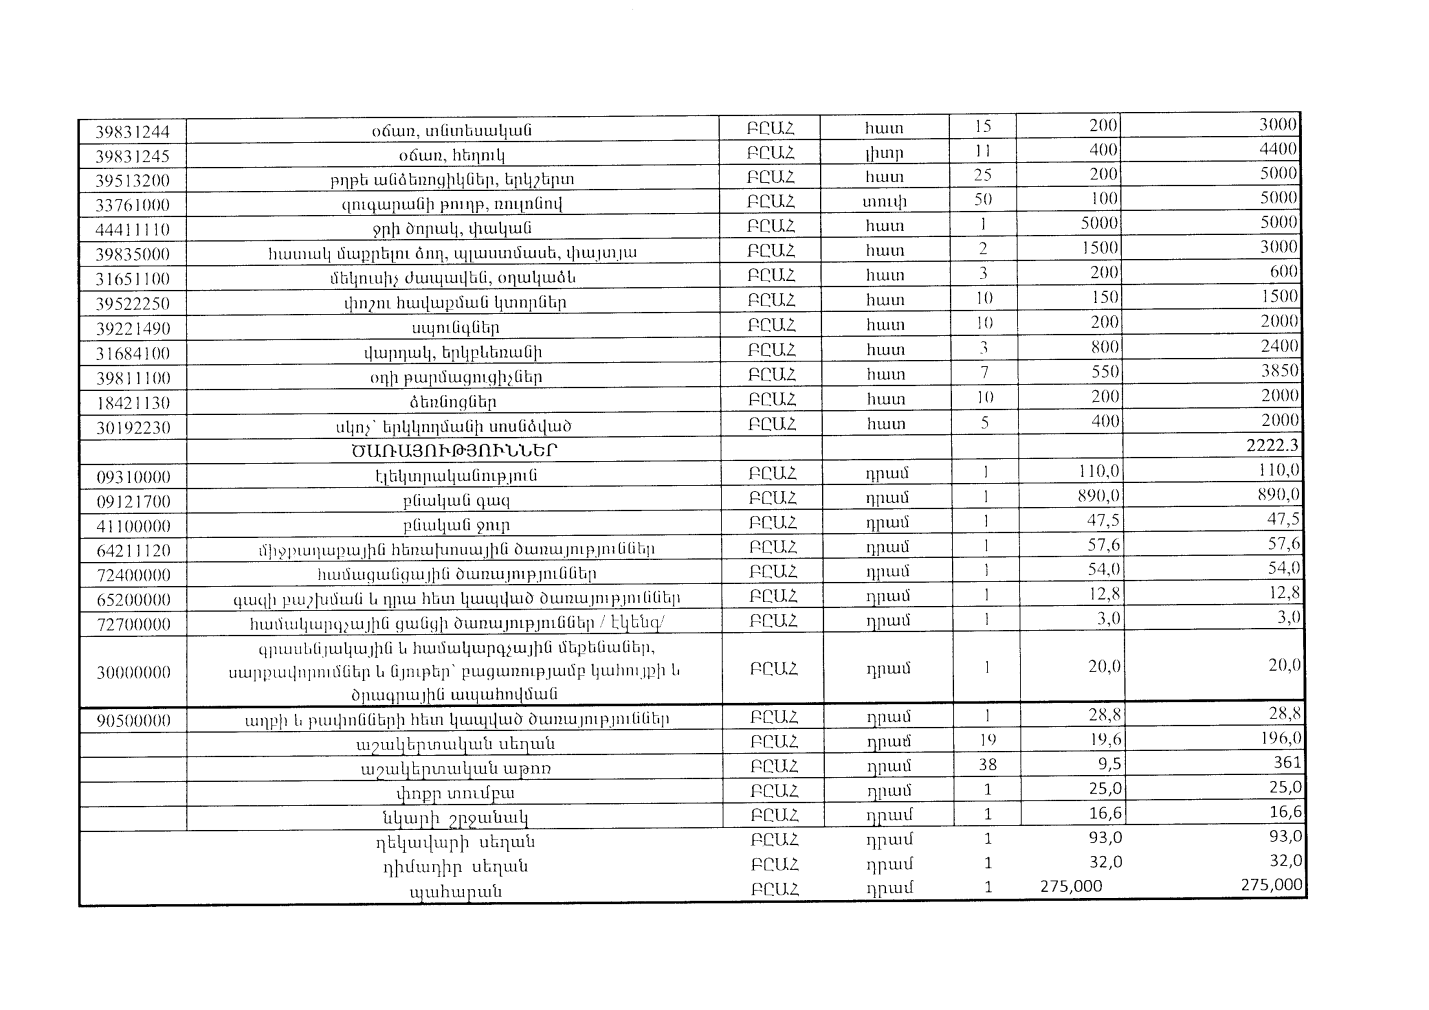 39831244 օճառ, տնտեսական ԲԸԱՀ հատ 15 200 3000
39831245 օճառ, հեղուկ ԲԸԱՀ լիտր 11 400 4400
39513200 թղթե անձեռոցիկներ, երկշերտ ԲԸԱՀ հատ 25 200 5000
33761000 զուգարանի թուղթ, ռուլոնով ԲԸԱՀ տուփ 50 100 5000
44411110 ջրի ծորակ, փական ԲԸԱՀ հատ 1 5000 5000
39835000 հատակ մաքրելու ձող, պլաստմասե, փայտյա ԲԸԱՀ հատ 2 1500 3000
31651100 մեկուսիչ ժապավեն, օղակաձև ԲԸԱՀ հատ 3 200 600
39522250 փոշու հավաքման կտորներ ԲԸԱՀ հատ 10 150 1500
39221490 սպունգներ ԲԸԱՀ հատ 10 200 2000
31684100 վարդակ, երկբևեռանի ԲԸԱՀ հատ 3 800 2400
39811100 օդի թարմացուցիչներ ԲԸԱՀ հատ 7 550 3850
18421130 ձեռնոցներ ԲԸԱՀ հատ 10 200 2000
30192230 սկոչ՝ երկկողմանի սոսնձված ԲԸԱՀ հատ 5 400 2000
ԾԱՌԱՅՈՒԹՅՈՒՆՆԵՐ 2222.3
09310000 էլեկտրականություն ԲԸԱՀ դրամ 1 110,0 110,0
09121700 բնական գազ ԲԸԱՀ դրամ 1 890,0 890,0
41100000 բնական ջուր ԲԸԱՀ դրամ 1 47,5 47,5
64211120 միջքաղաքային հեռախոսային ծառայություններ ԲԸԱՀ դրամ 1 57,6 57,6
72400000 համացանցային ծառայություններ ԲԸԱՀ դրամ 1 54,0 54,0
65200000 գազի բաշխման և դրա հետ կապված ծառայություններ ԲԸԱՀ դրամ 1 12,8 12,8
72700000 համակարգչային ցանցի ծառայություններ / էկենգ/ ԲԸԱՀ դրամ 1 3,0 3,0
գրասենյակային և համակարգչային մեքենաներ,
30000000 սարքավորումներ և նյութեր՝ բացառությամբ կահույքի և ԲԸԱՀ դրամ 1 20,0 20,0
ծրագրային ապահովման
90500000 աղբի և թափոնների հետ կապված ծառայություններ ԲԸԱՀ դրամ 1 28,8 28,8
աշակերտական սեղան ԲԸԱՀ դրամ 19 19,6 196,0
աշակերտական աթոռ ԲԸԱՀ դրամ 38 9,5 361
փոքր տումբա ԲԸԱՀ դրամ 1 25,0 25,0
նկարի շրջանակ ԲԸԱՀ դրամ 1 16,6 16,6
ղեկավարի սեղան ԲԸԱՀ դրամ 1 93,0 93,0
դիմադիր սեղան ԲԸԱՀ դրամ 1 32,0 32,0
պահարան ԲԸԱՀ դրամ 1 275,000 275,000